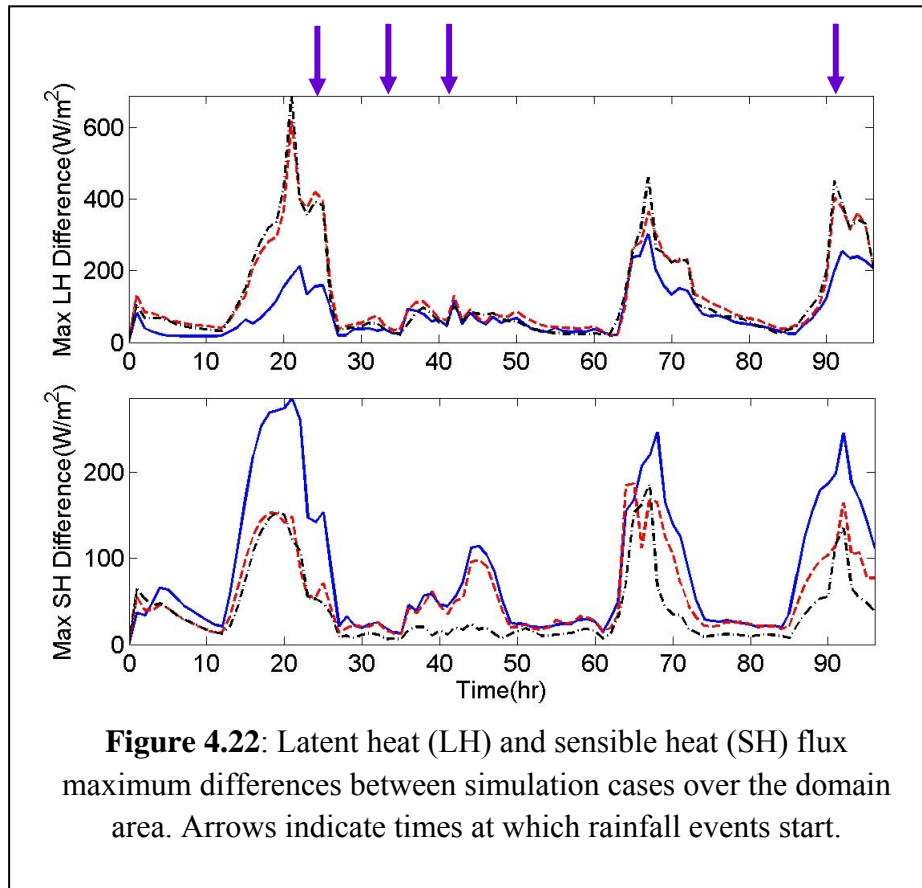 Max LH Difference(W/m²)
600
400
200
0
0 10 20 30 40 50 60 70 80 90
Max SH Difference(W/m²)
200
100
0
0 10 20 30 40 50 60 70 80 90
Time(hr)
Figure 4.22: Latent heat (LH) and sensible heat (SH) flux
maximum differences between simulation cases over the domain
area. Arrows indicate times at which rainfall events start.